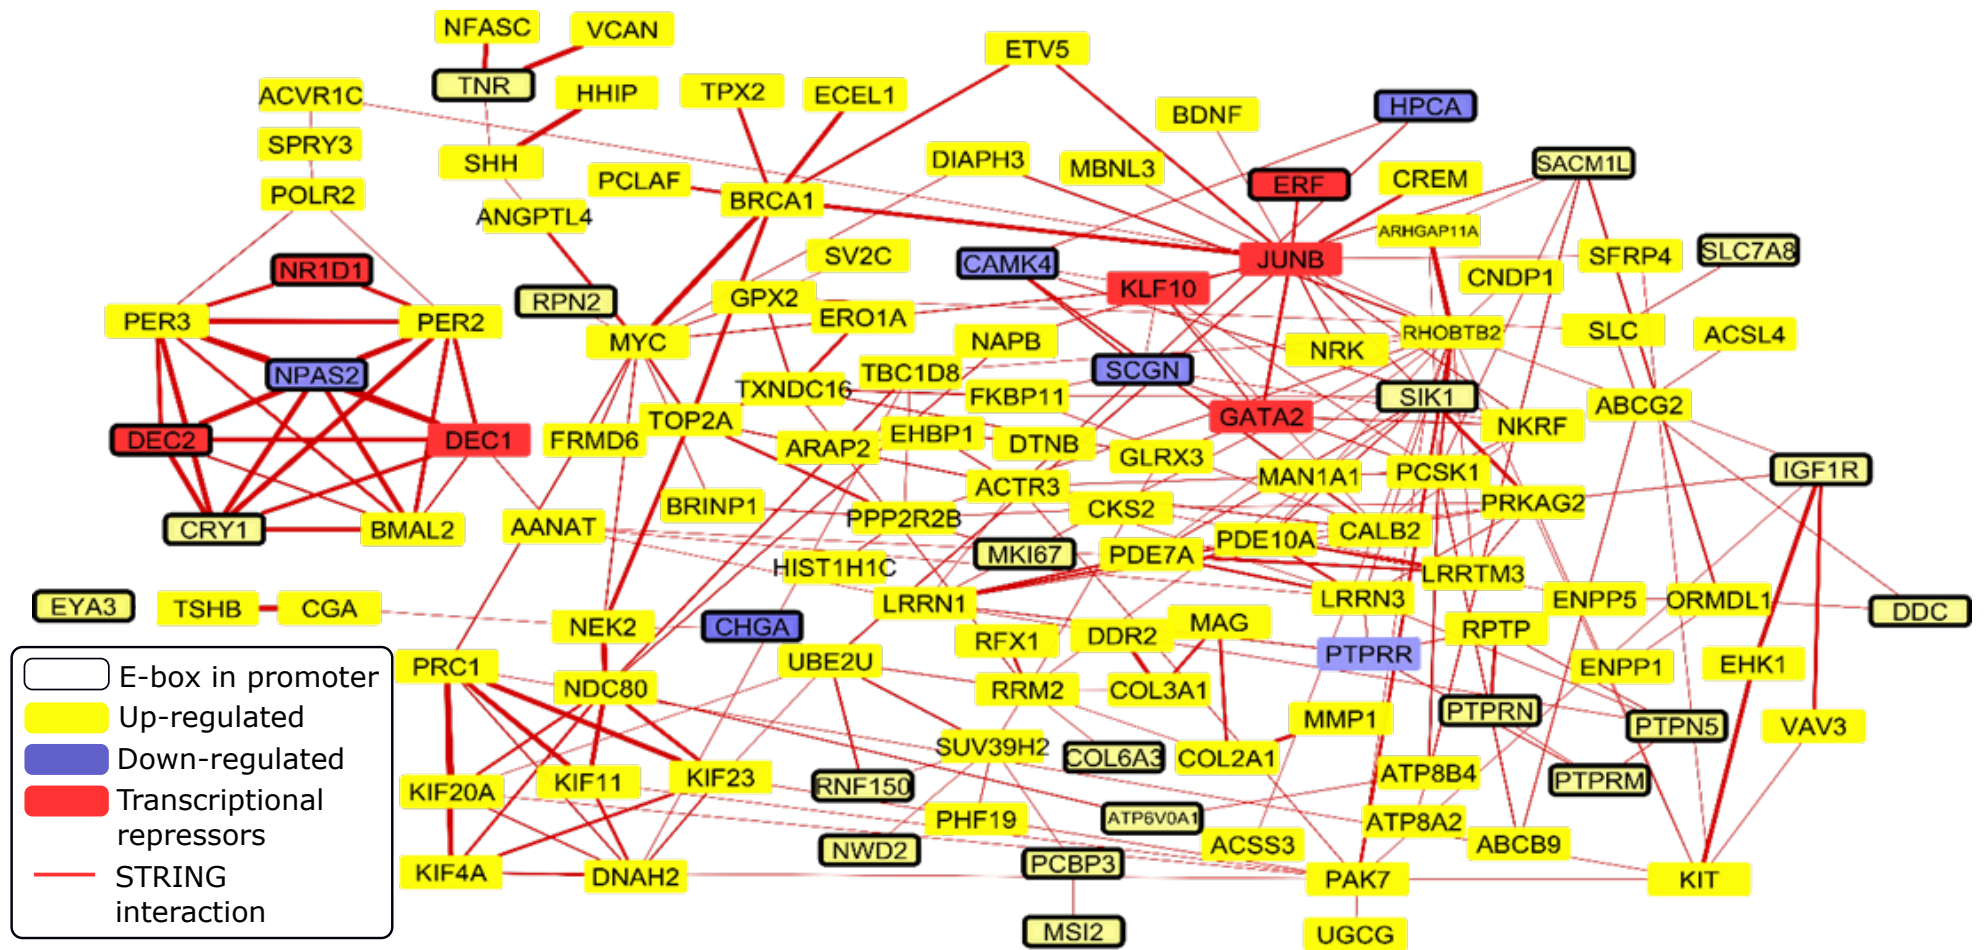 NFASC
VCAN
ETV5
ACVR1C
TNR
HHIP
TPX2
ECEL1
BDNF
HPCA
SPRY3
SHH
PCLAF
DIAPH3
MBNL3
ERF
CREM
SACM1L
POLR2
ANGPTL4
BRCA1
ARHGAP11A
NR1D1
RPN2
SV2C
CAMK4
JUNB
SFRP4
SLC7A8
GPX2
KLF10
CNDP1
PER3
PER2
MYC
ERO1A
NAPB
NRK
RHOBTB2
SLC
ACSL4
NPAS2
TBC1D8
SCGN
TXNDC16
FKBP11
SIK1
ABCG2
DEC2
DEC1
FRMD6
TOP2A
ARAP2
EHBP1
DTNB
GATA2
NKRF
GLRX3
MAN1A1
PCSK1
IGF1R
ACTR3
CRY1
BMAL2
AANAT
BRINP1
PPP2R2B
CKS2
CALB2
PRKAG2
MKI67
PDE7A
PDE10A
HIST1H1C
LRRTM3
EYA3
TSHB
CGA
LRRN1
LRRN3
ENPP5
ORMDL1
DDC
NEK2
CHGA
RFX1
DDR2
MAG
RPTP
PTPRR
PRC1
NDC80
UBE2U
RRM2
COL3A1
ENPP1
EHK1
MMP1
PTPRN
PTPN5
VAV3
SUV39H2
COL6A3
COL2A1
KIF20A
KIF11
KIF23
RNF150
ATP8B4
PTPRM
PHF19
ATP6V0A1
ATP8A2
NWD2
ACSS3
ABCB9
KIF4A
DNAH2
PCBP3
PAK7
KIT
MSI2
UGCG
E-box in promoter
Up-regulated
Down-regulated
Transcriptional
repressors
STRING
interaction